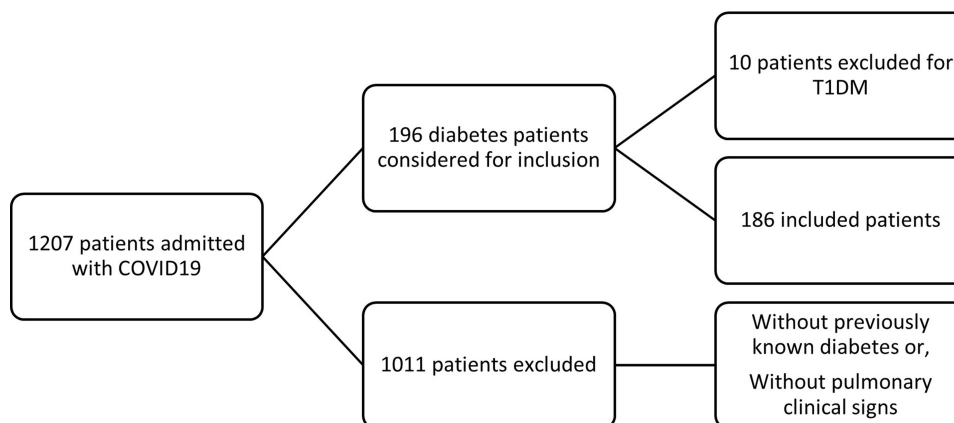 1207 patients admitted
with COVID19
196 diabetes patients
considered for inclusion
10 patients excluded for
T1DM
186 included patients
1011 patients excluded
Without previously
known diabetes or,
Without pulmonary
clinical signs